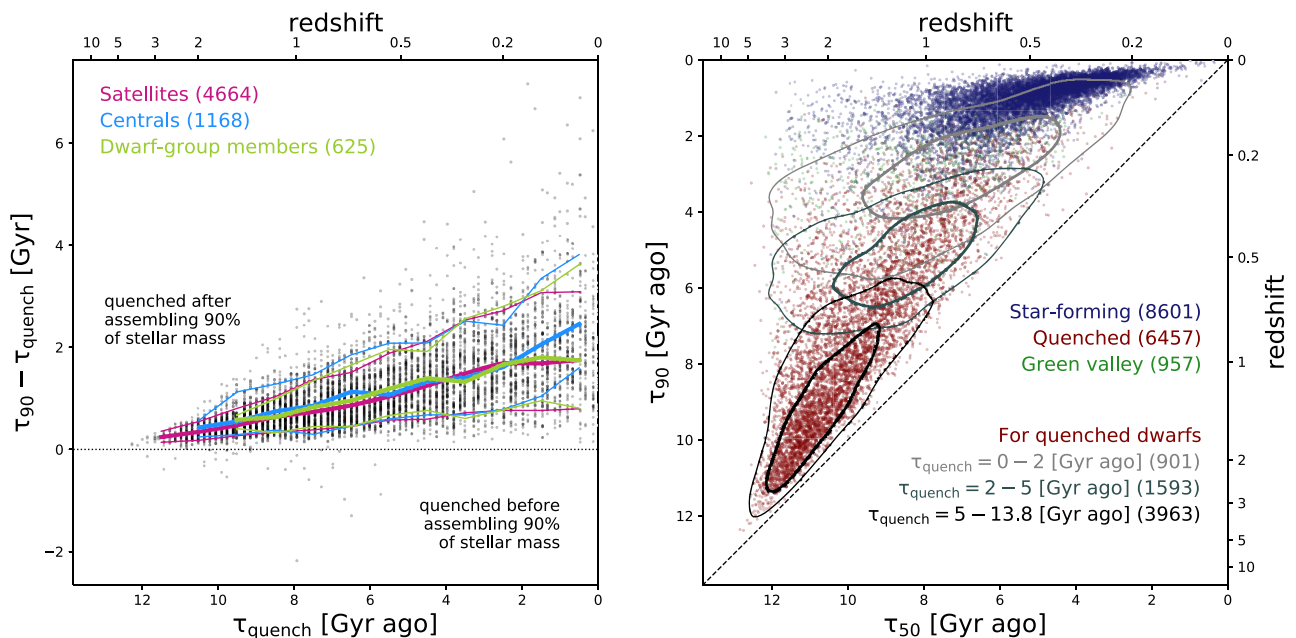 redshift
10 5 3 2 1 0.5 0.2 0
Satellites (4664)
Centrals (1168)
Dwarf-group members (625)
quenched after
assembling 90%
of stellar mass
quenched before
assembling 90%
of stellar mass
6
4
2
0
−2
τ90 − τquench [Gyr]
12 10 8 6 4 2 0
τquench [Gyr ago]
redshift
10 5 3 2 1 0.5 0.2 0
0
2
4
6
8
10
12
τ90 [Gyr ago]
Star-forming (8601)
Quenched (6457)
Green valley (957)
For quenched dwarfs
τquench = 0 − 2 [Gyr ago] (901)
τquench = 2 − 5 [Gyr ago] (1593)
τquench = 5 − 13.8 [Gyr ago] (3963)
0
0.2
0.5
1
2
3
5
10
redshift
12 10 8 6 4 2 0
τ50 [Gyr ago]